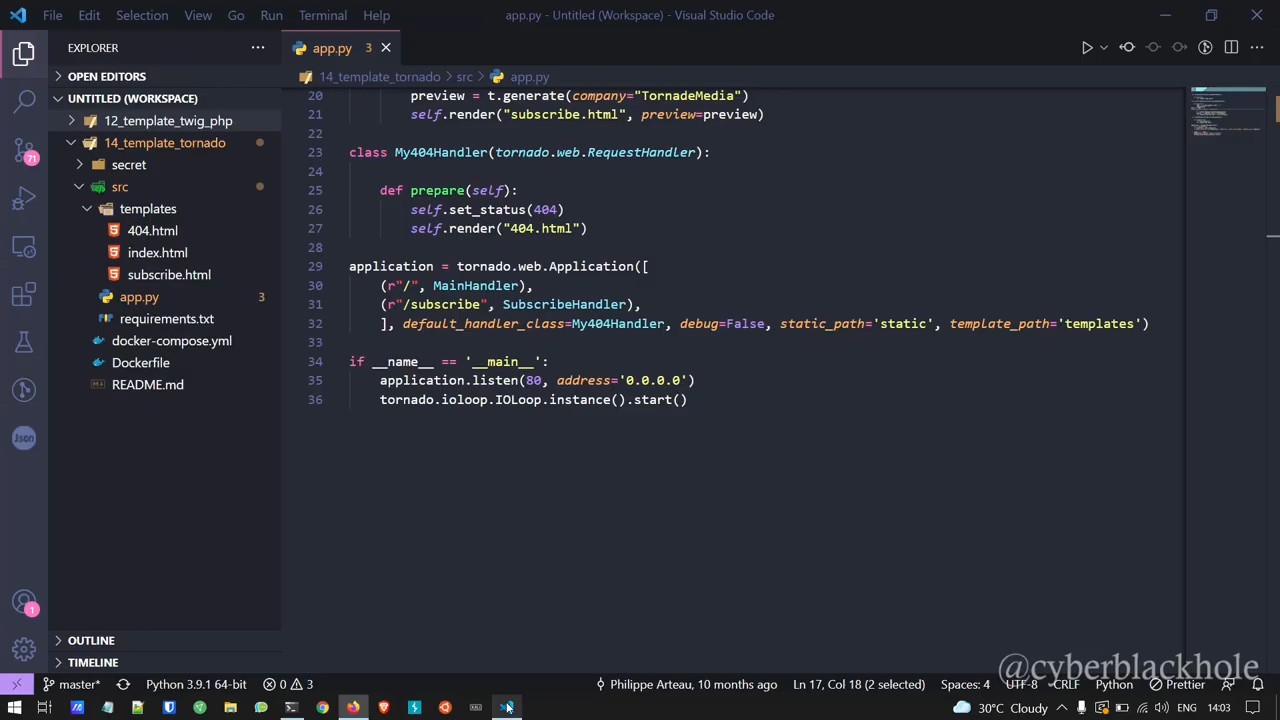 File Edit Selection View Go Run Terminal Help
app.py - Untitled (Workspace) - Visual Studio Code
EXPLORER
app.py 3
OPEN EDITORS
14_template_tornado > src > app.py
UNTITLED (WORKSPACE)
12_template_twig_php
14_template_tornado
secret
src
templates
404.html
index.html
subscribe.html
app.py 3
requirements.txt
docker-compose.yml
Dockerfile
README.md
71
Json
1
20 preview = t.generate(company="TornadeMedia")
21 self.render("subscribe.html", preview=preview)
22
23 class My404Handler(tornado.web.RequestHandler):
24
25 def prepare(self):
26 self.set_status(404)
27 self.render("404.html")
28
29 application = tornado.web.Application([
30 (r"/", MainHandler),
31 (r"/subscribe", SubscribeHandler),
32 ], default_handler_class=My404Handler, debug=False, static_path='static', template_path='templates')
33
34 if __name__ == '__main__':
35 application.listen(80, address='0.0.0.0')
36 tornado.ioloop.IOLoop.instance().start()
OUTLINE
TIMELINE
@cyberblackhole
master* Python 3.9.1 64-bit 0 3 Philippe Arteau, 10 months ago Ln 17, Col 18 (2 selected) Spaces: 4 UTF-8 CRLF Python Prettier
30°C Cloudy ENG 14:03